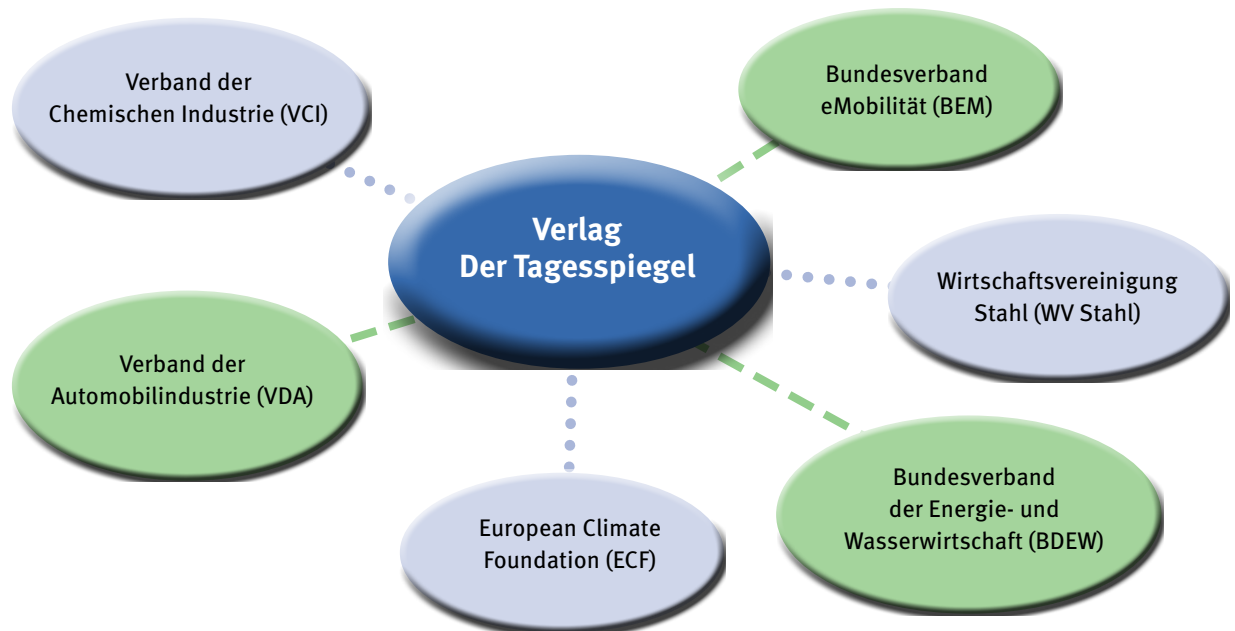 Verband der
Chemischen Industrie (VCI)
Bundesverband
eMobilität (BEM)
Verlag
Der Tagesspiegel
Wirtschaftsvereinigung
Stahl (WV Stahl)
Verband der
Automobilindustrie (VDA)
Bundesverband
der Energie- und
Wasserwirtschaft (BDEW)
European Climate
Foundation (ECF)